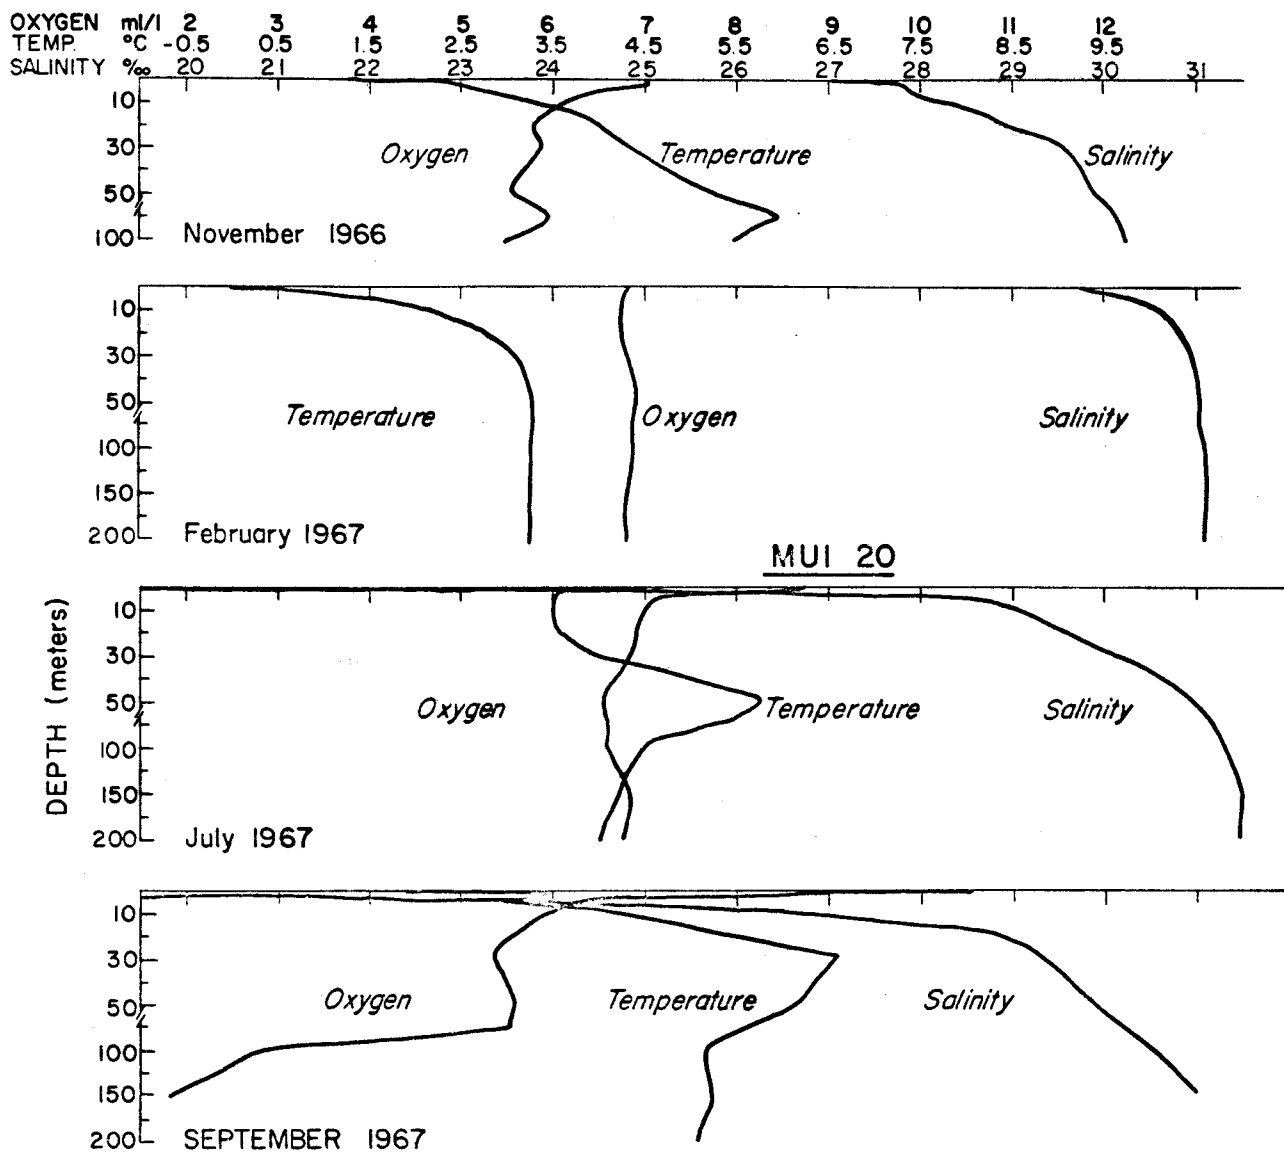 OXYGEN ml/l 2 3 4 5 6 7 8 9 10 11 12
TEMP. °C -0.5 0.5 1.5 2.5 3.5 4.5 5.5 6.5 7.5 8.5 9.5
SALINITY ‰ 20 21 22 23 24 25 26 27 28 29 30 31
10
30
Oxygen Temperature Salinity
50
100
November 1966
10
30
50
Temperature Oxygen Salinity
100
150
200
February 1967
MUI 20
DEPTH (meters)
10
30
50
Oxygen Temperature Salinity
100
150
200
July 1967
10
30
50
Oxygen Temperature Salinity
100
150
200
SEPTEMBER 1967